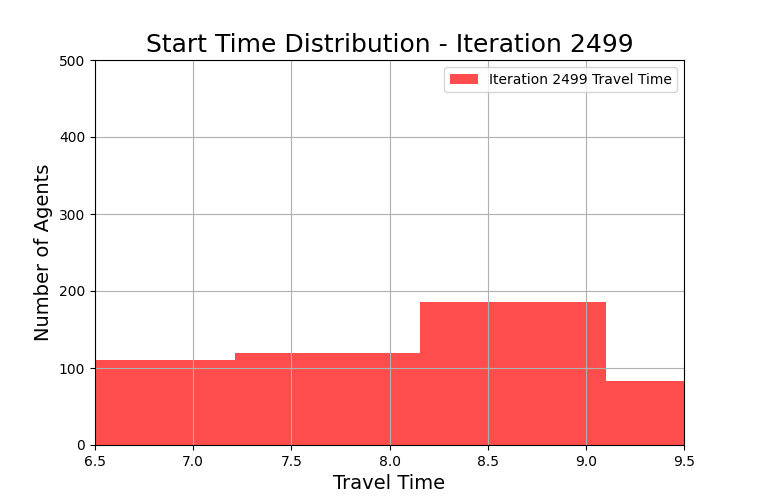 Start Time Distribution - Iteration 2499
Iteration 2499 Travel Time
Number of Agents
500
400
300
200
100
0
6.5 7.0 7.5 8.0 8.5 9.0 9.5
Travel Time